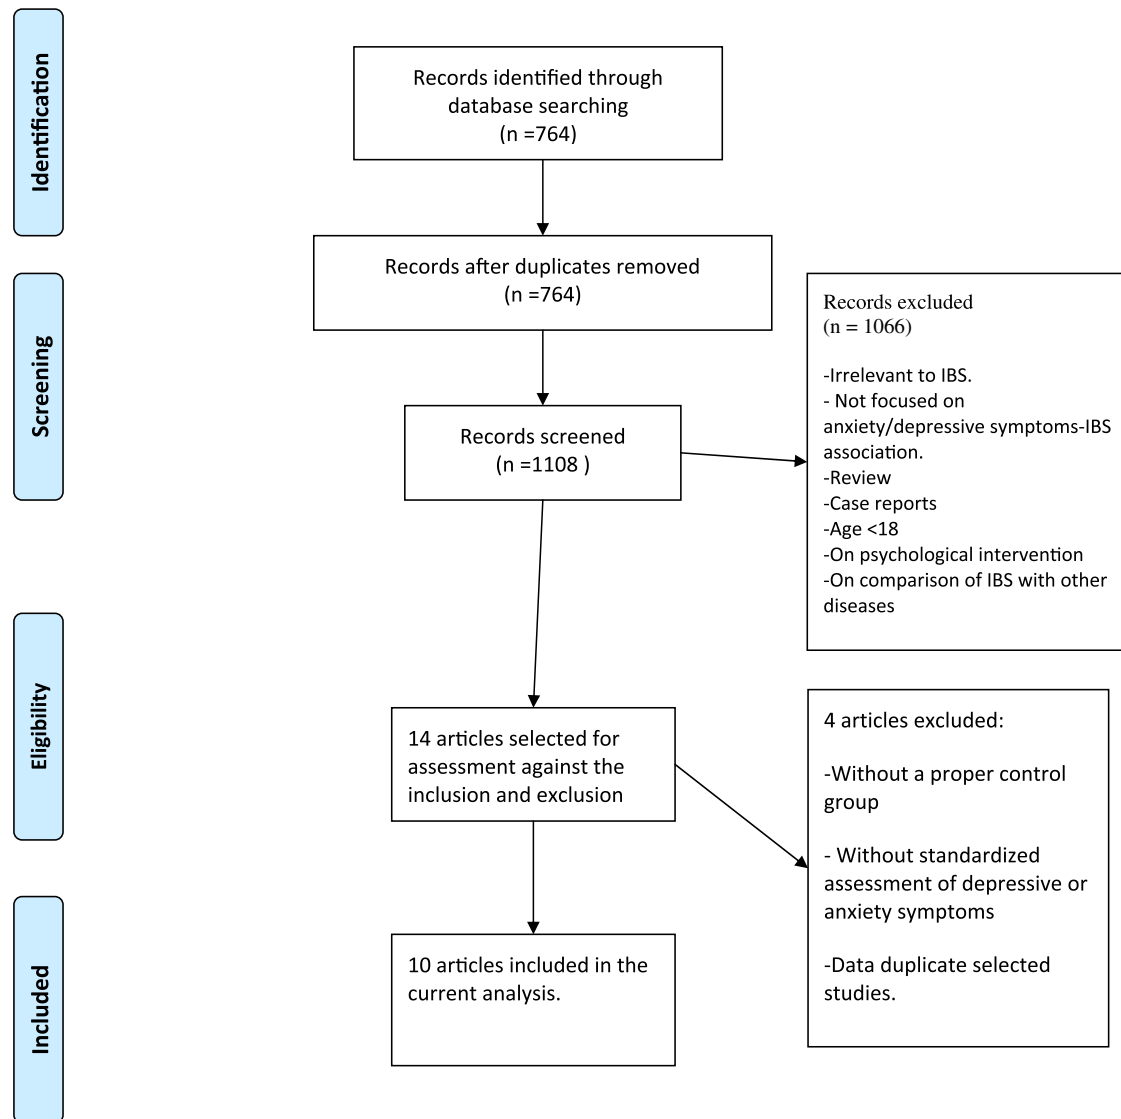 Identification
Records identified through
database searching
(n =764)
Records after duplicates removed
(n =764)
Screening
Records screened
(n =1108 )
Records excluded
(n = 1066)
-Irrelevant to IBS.
- Not focused on
anxiety/depressive symptoms-IBS
association.
-Review
-Case reports
-Age <18
-On psychological intervention
-On comparison of IBS with other
diseases
Eligibility
14 articles selected for
assessment against the
inclusion and exclusion
4 articles excluded:
-Without a proper control
group
- Without standardized
assessment of depressive or
anxiety symptoms
-Data duplicate selected
studies.
Included
10 articles included in the
current analysis.